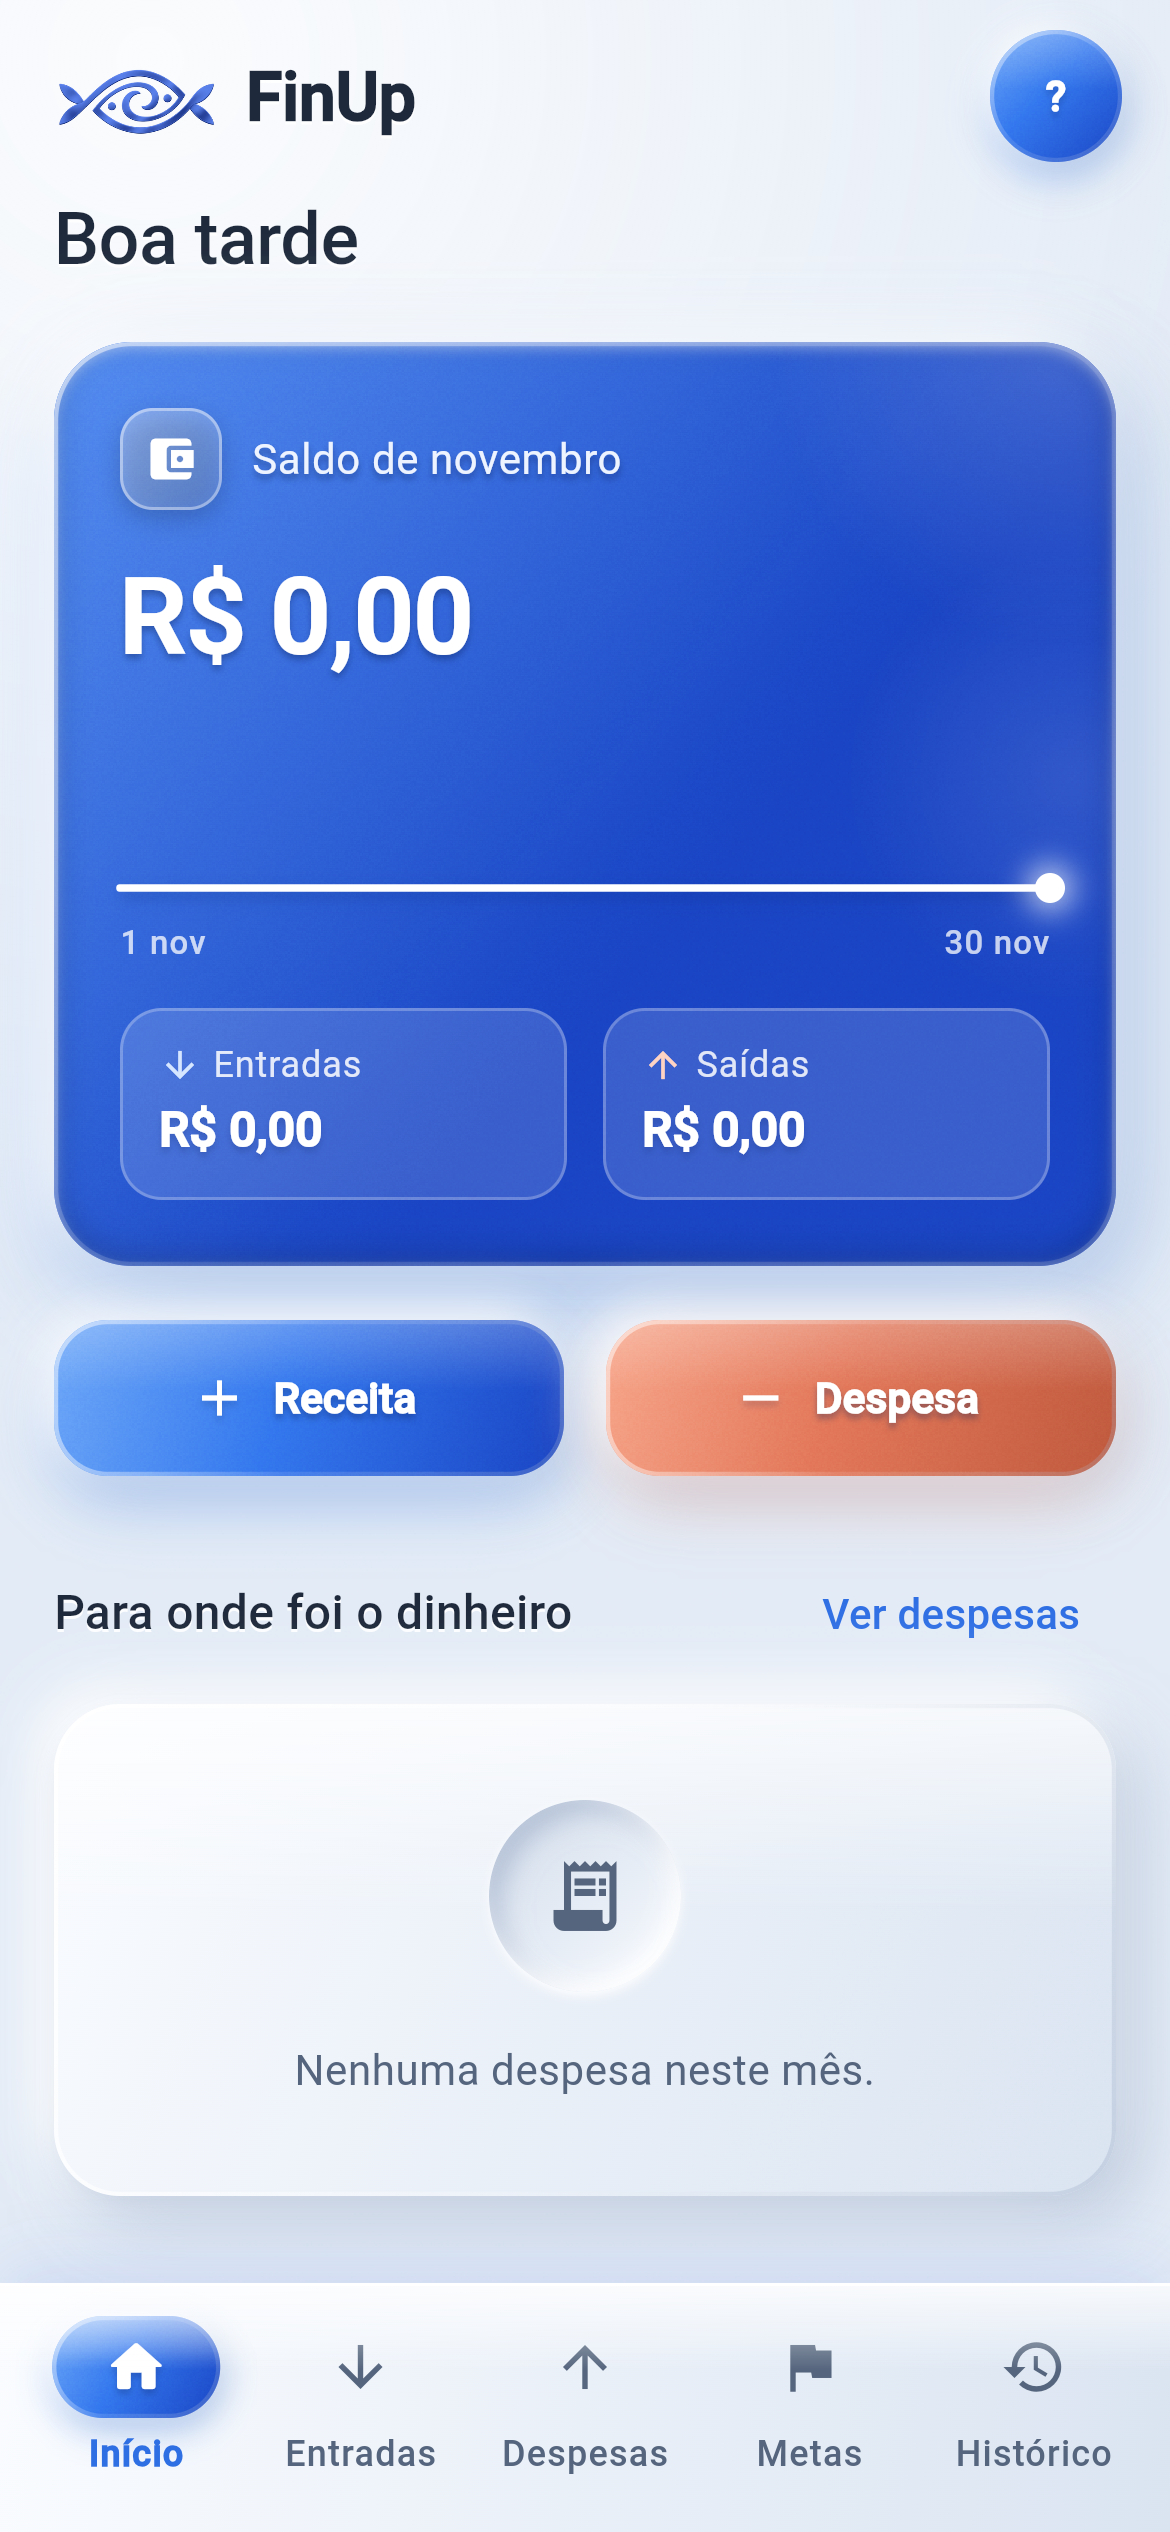 FinUp
?
Boa tarde
Saldo de novembro
R$ 0,00
1 nov
30 nov
Entradas
R$ 0,00
Saídas
R$ 0,00
Receita
Despesa
Para onde foi o dinheiro
Ver despesas
Nenhuma despesa neste mês.
Início
Entradas
Despesas
Metas
Histórico